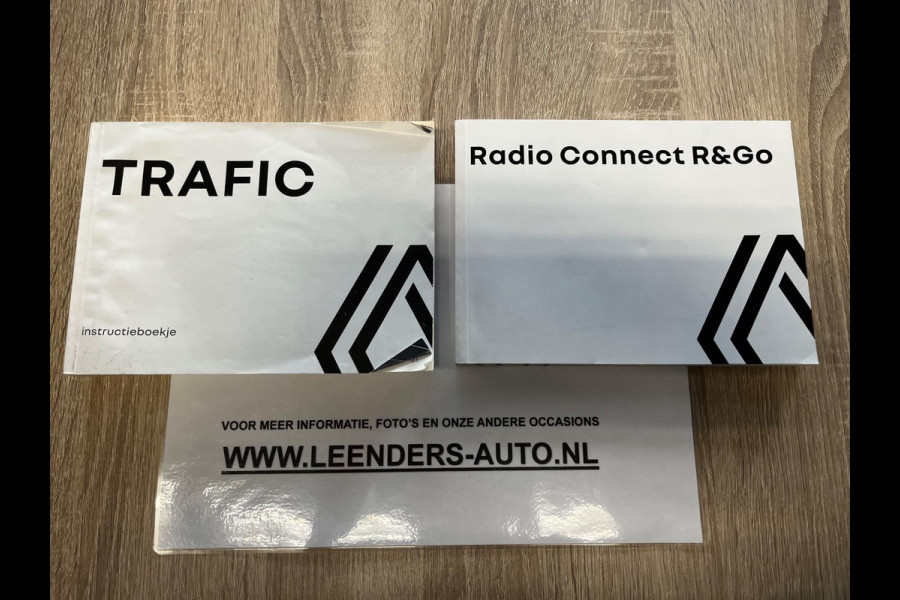 TRAFIC
instructieboekje
Radio Connect R&Go
VOOR MEER INFORMATIE, FOTO'S EN ONZE ANDERE OCCASIONS
WWW.LEENDERS-AUTO.NL